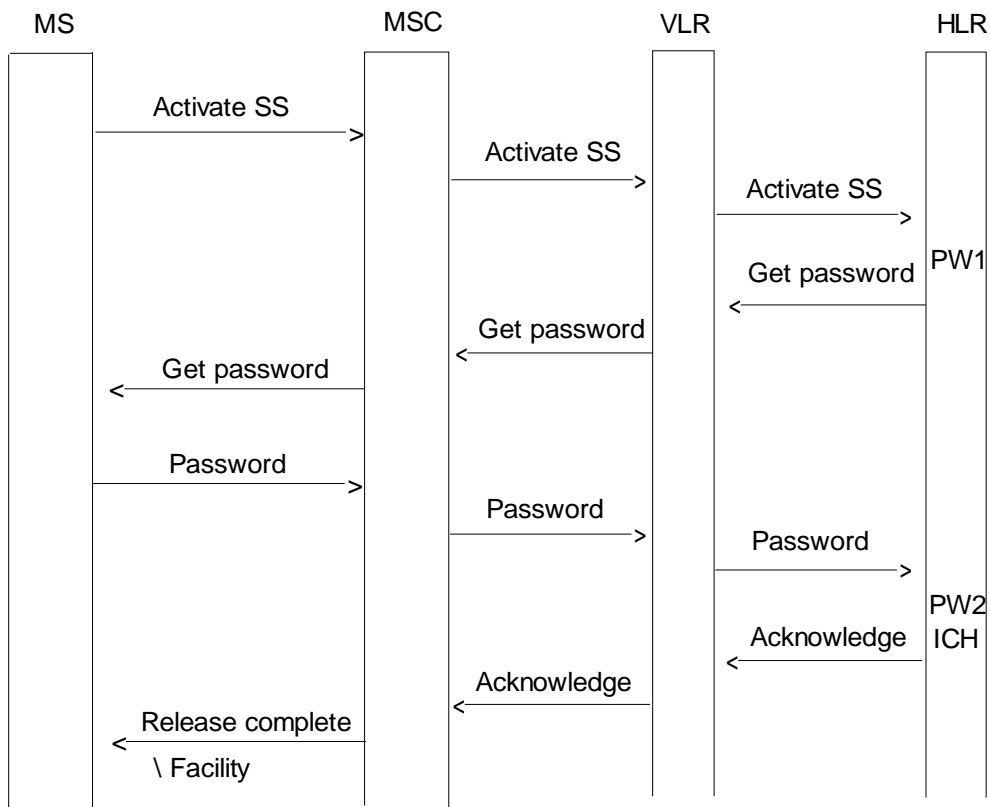 MS
MSC
VLR
HLR
Activate SS
Activate SS
Activate SS
PW1
Get password
Get password
Get password
Password
Password
Password
PW2
ICH
Acknowledge
Acknowledge
Release complete
\ Facility